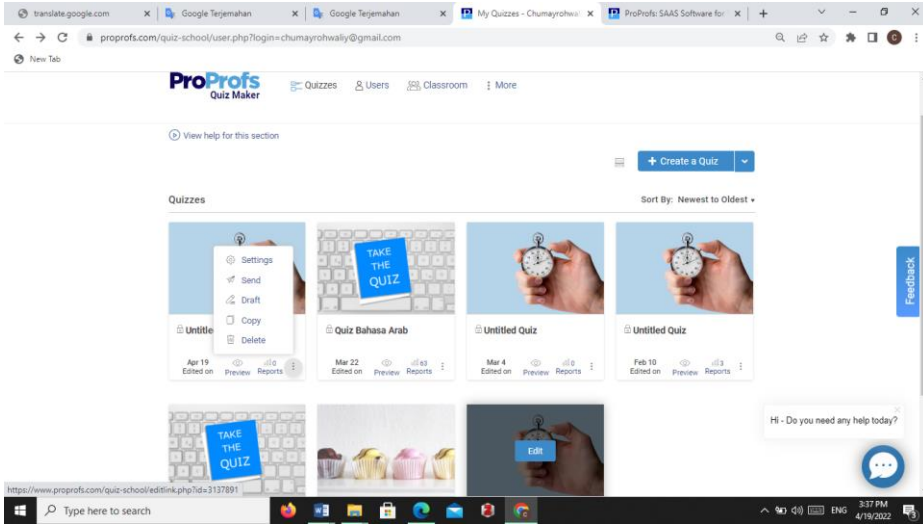 translate.google.com
Google Terjemahan
Google Terjemahan
My Quizzes - Chumayrohwali
ProProfs: SAAS Software for
proprofs.com/quiz-school/user.php?login=chumayrohwaliy@gmail.com
C
New Tab
ProProfs
Quiz Maker
Quizzes
Users
Classroom
More
View help for this section
+ Create a Quiz
Quizzes
Sort By: Newest to Oldest
Settings
Send
Draft
Copy
Delete
TAKE
THE
QUIZ
Untitle
Quiz Bahasa Arab
Untitled Quiz
Untitled Quiz
Apr 19
Edited on
Preview
0
Reports
Mar 22
Edited on
Preview
63
Reports
Mar 4
Edited on
Preview
0
Reports
Feb 10
Edited on
Preview
3
Reports
Feedback
TAKE
THE
QUIZ
Edit
Hi - Do you need any help today?
https://www.proprofs.com/quiz-school/editlink.php?id=3137891
Type here to search
ENG
3:37 PM
4/19/2022